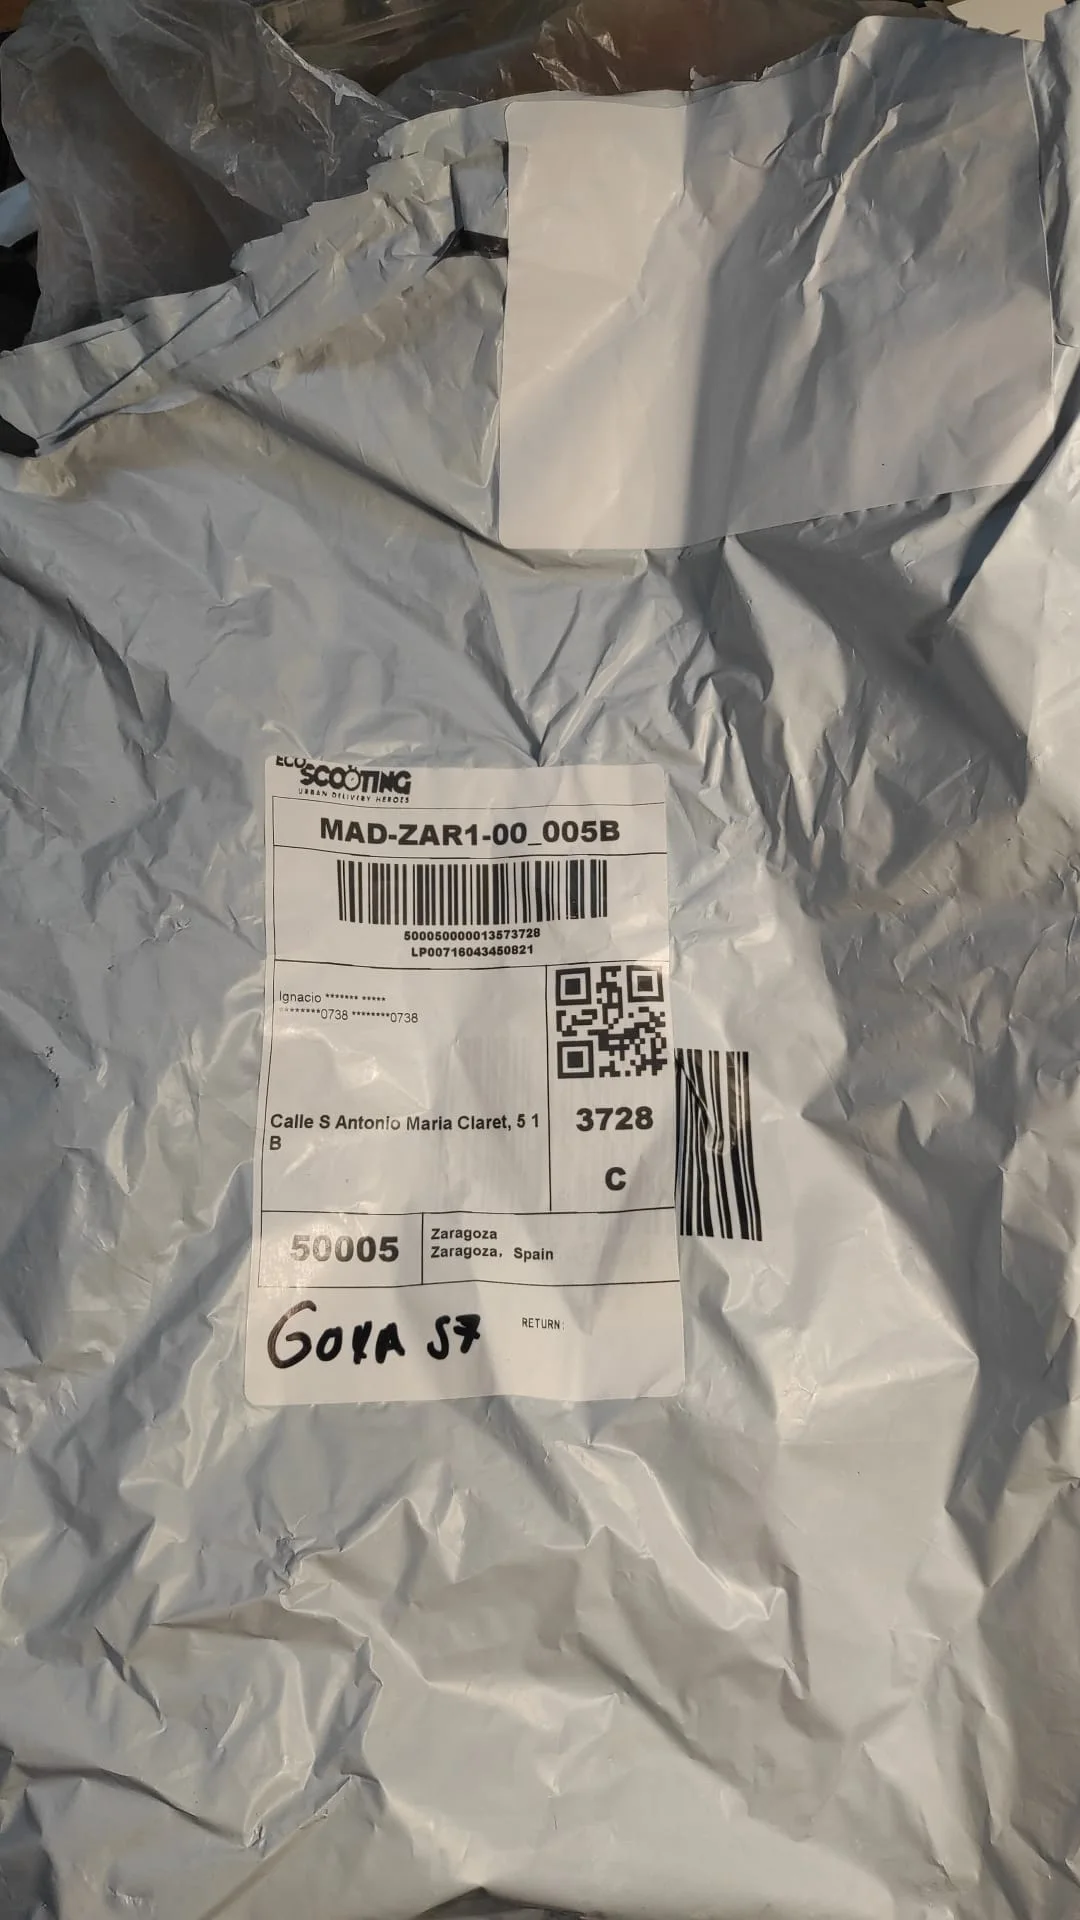 ECO
SCOOTING
URBAN DELIVERY HEROES
MAD-ZAR1-00_005B
500050000013573728
LP00716043450821
Ignacio ******* *****
********0738 ********0738
Calle S Antonio Maria Claret, 5 1
B
3728
C
50005
Zaragoza
Zaragoza, Spain
GOYA 57
RETURN: